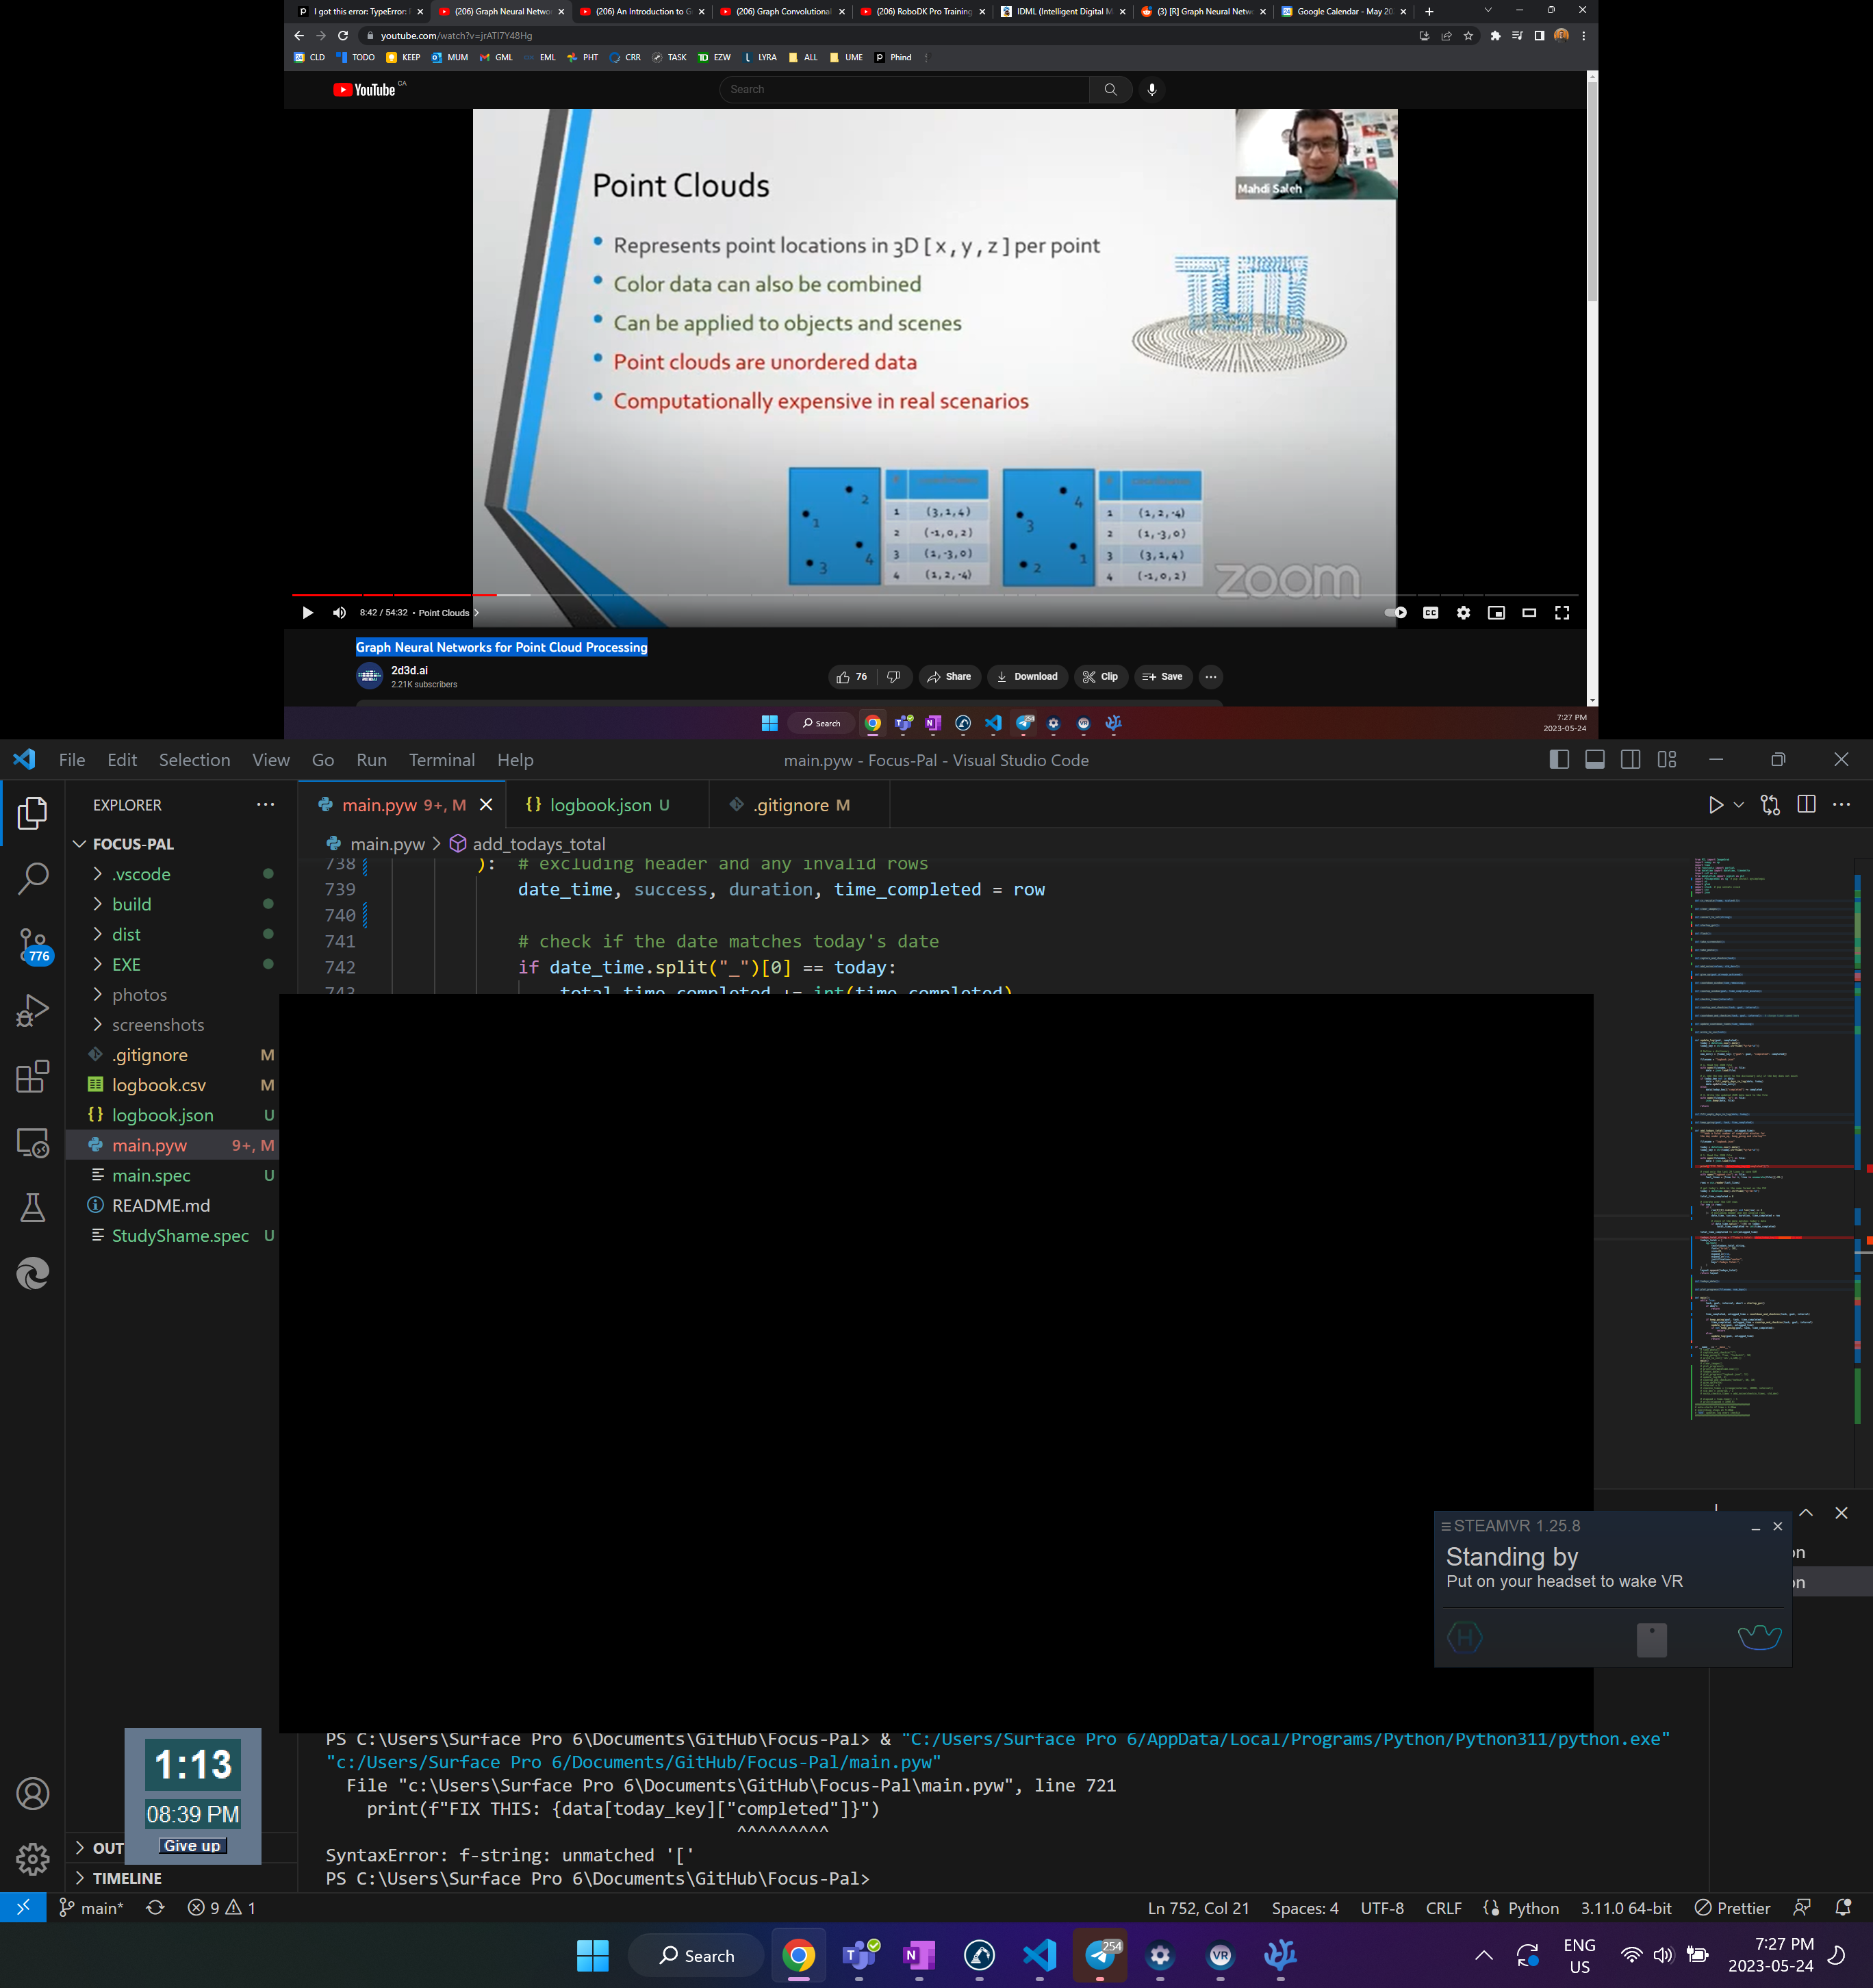 I got this error: TypeError:
(206) Graph Neural Netwo
(206) An Introduction to G
(206) Graph Convolutional
(206) RoboDK Pro Training
IDML (Intelligent Digital M
(3) [R] Graph Neural Netw
Google Calendar - May 20
youtube.com/watch?v=jrATI7Y48Hg
CLD TODO KEEP MUM GML EML PHT CRR TASK EZW LYRA ALL UME Phind
YouTube CA
Search
Mahdi Saleh
Point Clouds
Represents point locations in 3D [ x , y , z ] per point
Color data can also be combined
Can be applied to objects and scenes
Point clouds are unordered data
Computationally expensive in real scenarios
2
1
4
3
1 (3,1,4)
2 (-1,0,2)
3 (1,-3,0)
4 (1,2,-4)
4
3
1
2
1 (1,2,-4)
2 (1,-3,0)
3 (3,1,4)
4 (-1,0,2)
zoom
8:42 / 54:32 • Point Clouds
Graph Neural Networks for Point Cloud Processing
2d3d.ai
2.21K subscribers
76 Share Download Clip Save
Search
7:27 PM
2023-05-24
File Edit Selection View Go Run Terminal Help
main.pyw - Focus-Pal - Visual Studio Code
EXPLORER
main.pyw 9+, M
logbook.json U
.gitignore M
FOCUS-PAL
main.pyw > add_todays_total
.vscode
build
dist
EXE
photos
screenshots
.gitignore M
logbook.csv M
logbook.json U
main.pyw 9+, M
main.spec U
README.md
StudyShame.spec U
738 ): # excluding header and any invalid rows
739 date_time, success, duration, time_completed = row
740
741 # check if the date matches today's date
742 if date_time.split("_")[0] == today:
743 total_time_completed += int(time_completed)
776
STEAMVR 1.25.8
Standing by
Put on your headset to wake VR
PS C:\Users\Surface Pro 6\Documents\GitHub\Focus-Pal> & "C:/Users/Surface Pro 6/AppData/Local/Programs/Python/Python311/python.exe"
"c:/Users/Surface Pro 6/Documents/GitHub/Focus-Pal/main.pyw"
File "c:\Users\Surface Pro 6\Documents\GitHub\Focus-Pal\main.pyw", line 721
print(f"FIX THIS: {data[today_key]["completed"]}")
^^^^^^^^^
SyntaxError: f-string: unmatched '['
PS C:\Users\Surface Pro 6\Documents\GitHub\Focus-Pal>
1:13
08:39 PM
Give up
OUT
TIMELINE
main* 9 1
Ln 752, Col 21 Spaces: 4 UTF-8 CRLF Python 3.11.0 64-bit Prettier
Search
254
VR
ENG
US
7:27 PM
2023-05-24